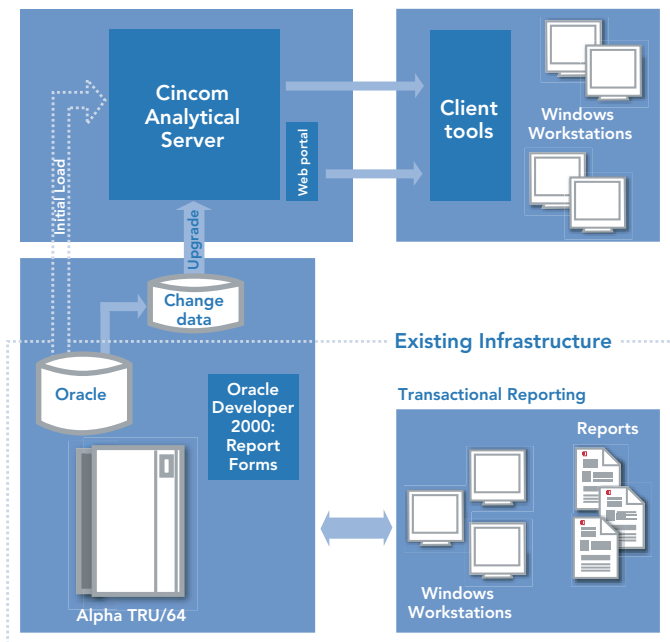 Cincom
Analytical
Server
Web portal
Client
tools
Windows
Workstations
Initial Load
Upgrade
Change
data
Existing Infrastructure
Oracle
Oracle
Developer
2000:
Report
Forms
Alpha TRU/64
Transactional Reporting
Reports
Windows
Workstations